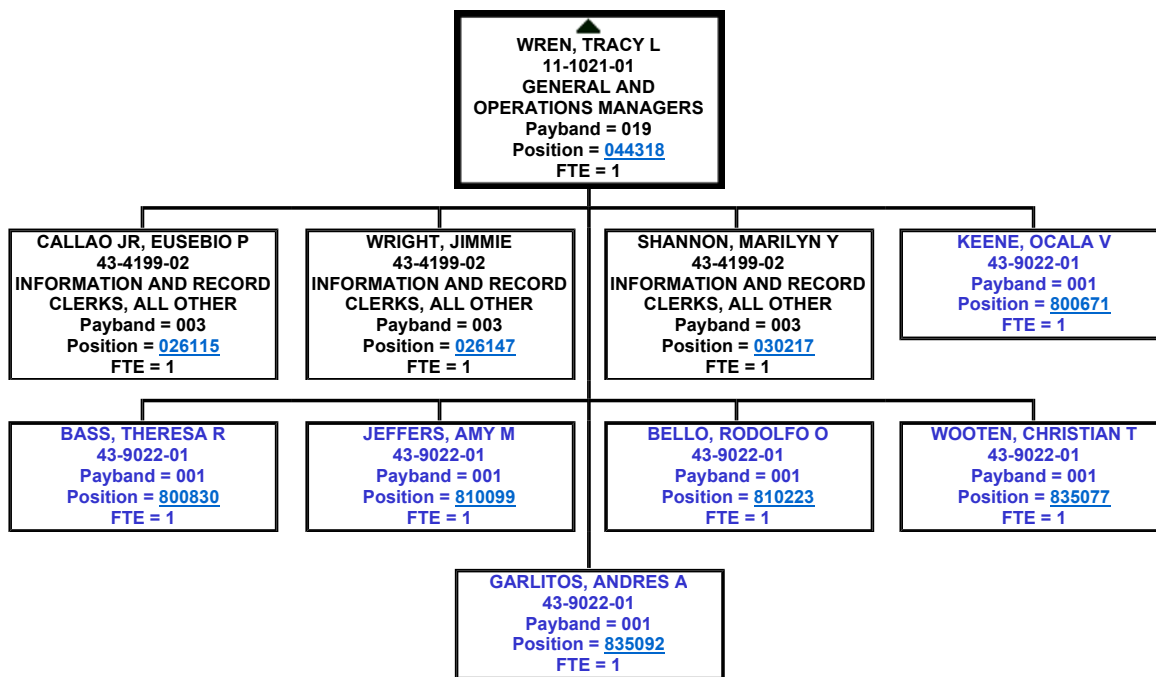 WREN, TRACY L
11-1021-01
GENERAL AND
OPERATIONS MANAGERS
Payband = 019
Position = 044318
FTE = 1
CALLAO JR, EUSEBIO P
43-4199-02
INFORMATION AND RECORD
CLERKS, ALL OTHER
Payband = 003
Position = 026115
FTE = 1
WRIGHT, JIMMIE
43-4199-02
INFORMATION AND RECORD
CLERKS, ALL OTHER
Payband = 003
Position = 026147
FTE = 1
SHANNON, MARILYN Y
43-4199-02
INFORMATION AND RECORD
CLERKS, ALL OTHER
Payband = 003
Position = 030217
FTE = 1
KEENE, OCALA V
43-9022-01
Payband = 001
Position = 800671
FTE = 1
BASS, THERESA R
43-9022-01
Payband = 001
Position = 800830
FTE = 1
JEFFERS, AMY M
43-9022-01
Payband = 001
Position = 810099
FTE = 1
BELLO, RODOLFO O
43-9022-01
Payband = 001
Position = 810223
FTE = 1
WOOTEN, CHRISTIAN T
43-9022-01
Payband = 001
Position = 835077
FTE = 1
GARLITOS, ANDRES A
43-9022-01
Payband = 001
Position = 835092
FTE = 1